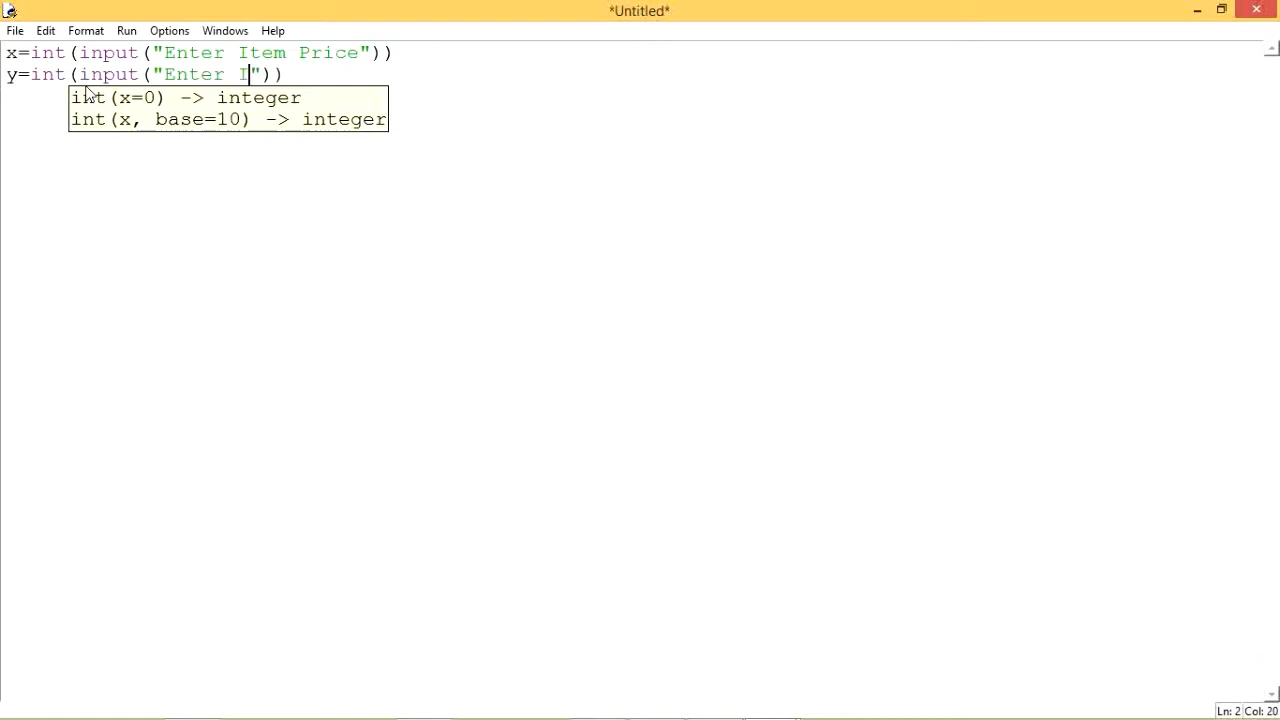 *Untitled*
File Edit Format Run Options Windows Help
x=int(input("Enter Item Price"))
y=int(input("Enter I"))
int(x=0) -> integer
int(x, base=10) -> integer
Ln: 2 Col: 20